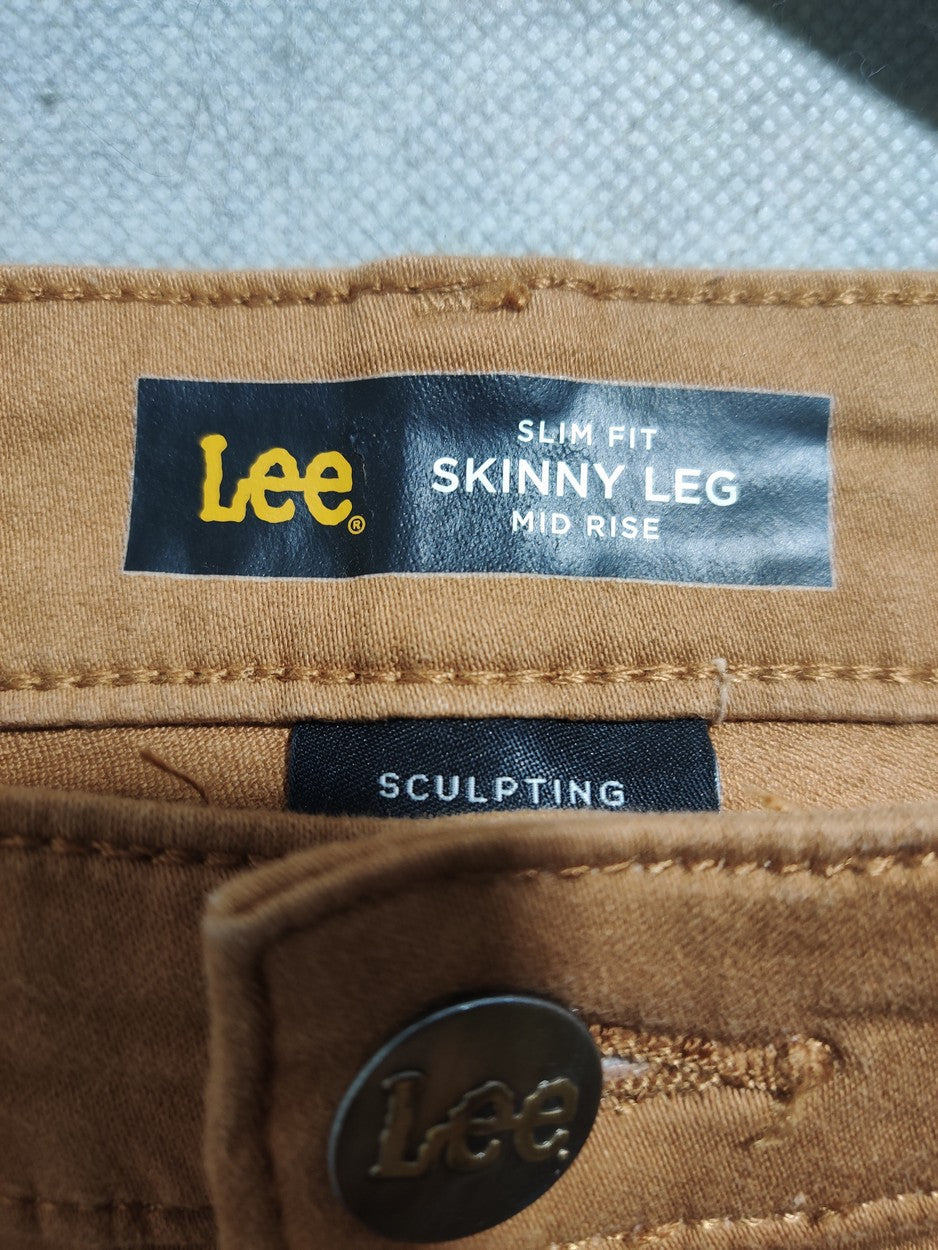 Lee®
SLIM FIT
SKINNY LEG
MID RISE
SCULPTING
Lee